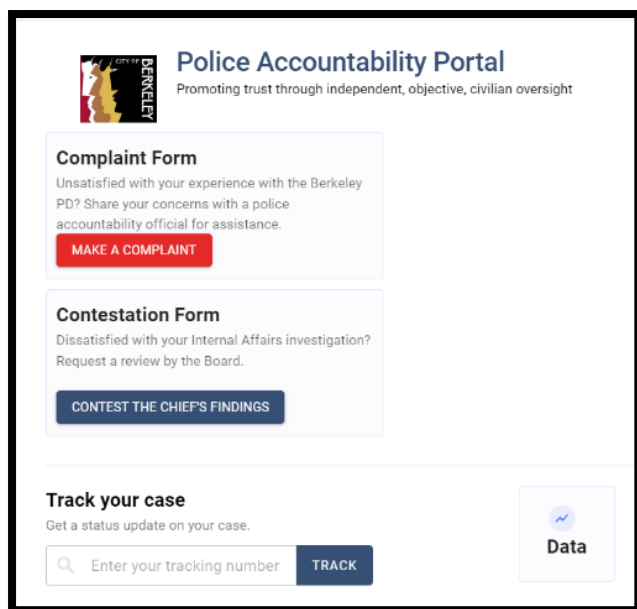 CITY OF
BERKELEY
Police Accountability Portal
Promoting trust through independent, objective, civilian oversight
Complaint Form
Unsatisfied with your experience with the Berkeley
PD? Share your concerns with a police
accountability official for assistance.
MAKE A COMPLAINT
Contestation Form
Dissatisfied with your Internal Affairs investigation?
Request a review by the Board.
CONTEST THE CHIEF'S FINDINGS
Track your case
Get a status update on your case.
Enter your tracking number
TRACK
Data